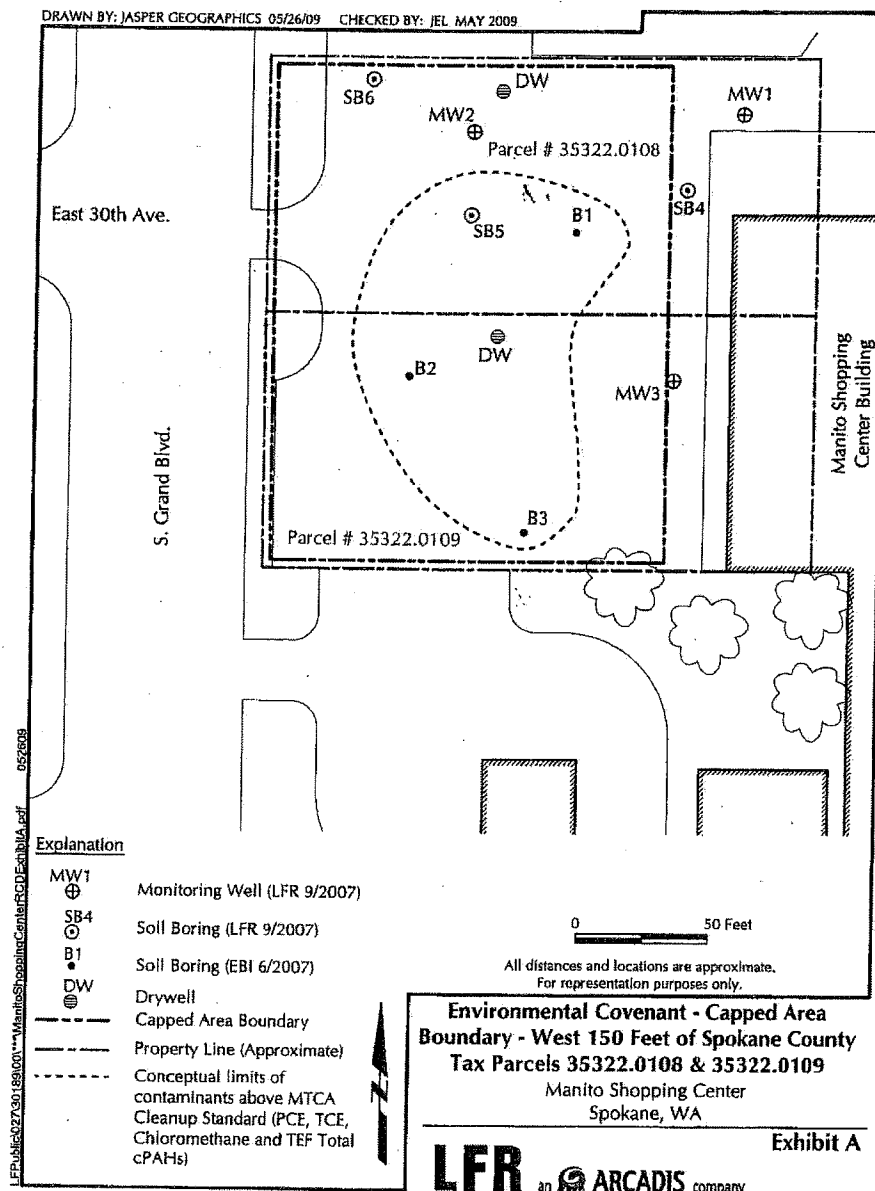 DRAWN BY: JASPER GEOGRAPHICS 05/26/09 CHECKED BY: JEL MAY 2009
SB6
DW
MW2
MW1
Parcel # 35322.0108
East 30th Ave.
SB5
B1
SB4
DW
B2
MW3
Manito Shopping
Center Building
S. Grand Blvd.
B3
Parcel # 35322.0109
Explanation
MW1
Monitoring Well (LFR 9/2007)
SB4
Soil Boring (LFR 9/2007)
B1
Soil Boring (EBI 6/2007)
DW
Drywell
Capped Area Boundary
Property Line (Approximate)
Conceptual limits of
contaminants above MTCA
Cleanup Standard (PCE, TCE,
Chloromethane and TEF Total
cPAHs)
N
0 50 Feet
All distances and locations are approximate.
For representation purposes only.
Environmental Covenant - Capped Area
Boundary - West 150 Feet of Spokane County
Tax Parcels 35322.0108 & 35322.0109
Manito Shopping Center
Spokane, WA
Exhibit A
LFR an ARCADIS company
052609